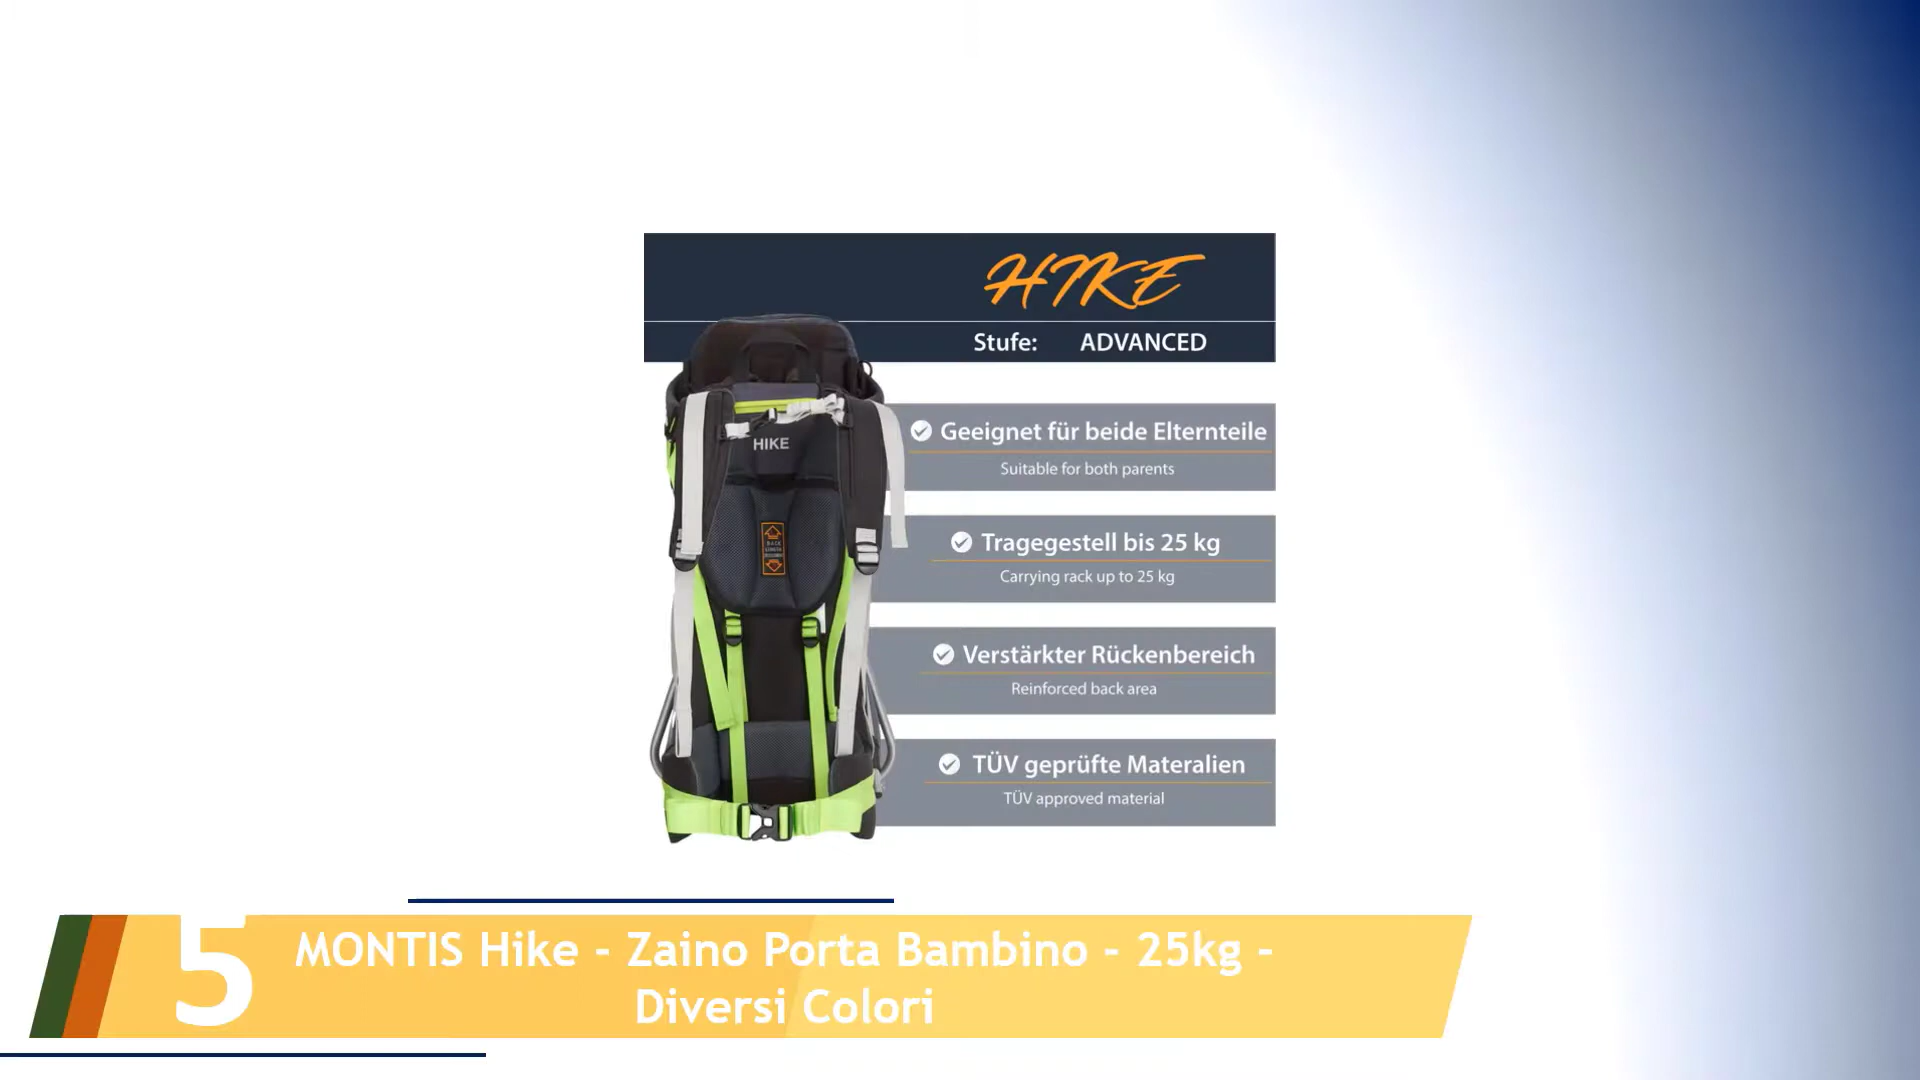 HIKE
Stufe: ADVANCED
HIKE
BACK
LENGTH
Geeignet für beide Elternteile
Suitable for both parents
Tragegestell bis 25 kg
Carrying rack up to 25 kg
Verstärkter Rückenbereich
Reinforced back area
TÜV geprüfte Materalien
TÜV approved material
5
MONTIS Hike - Zaino Porta Bambino - 25kg -
Diversi Colori